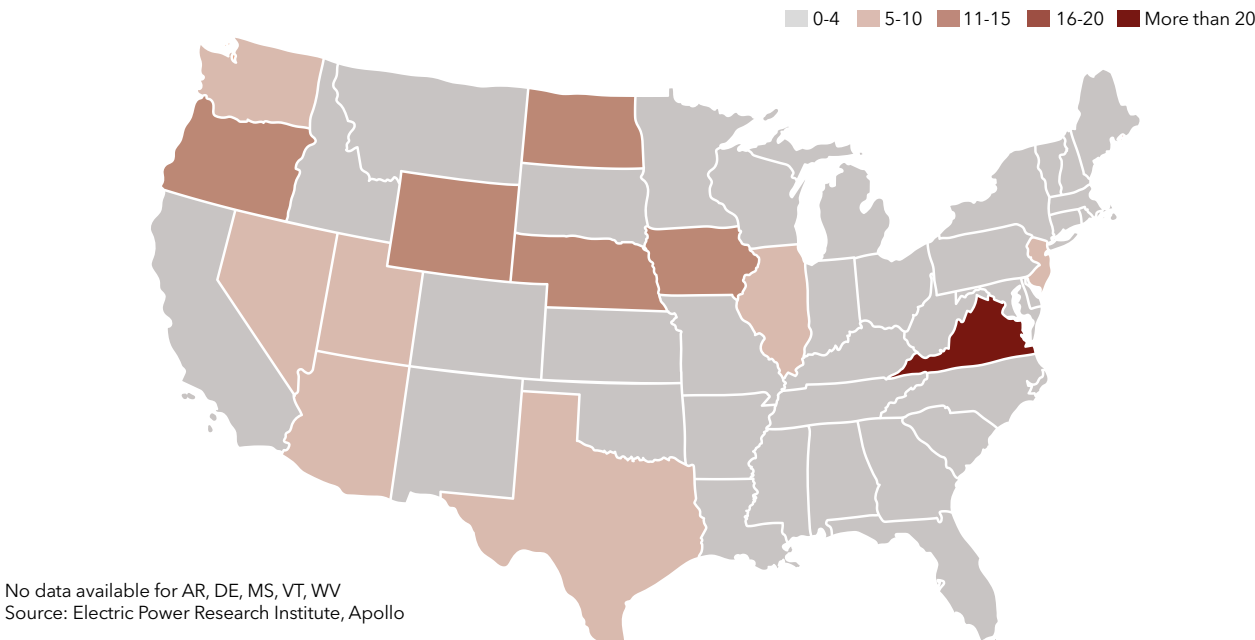 0-4 5-10 11-15 16-20 More than 20
No data available for AR, DE, MS, VT, WV
Source: Electric Power Research Institute, Apollo